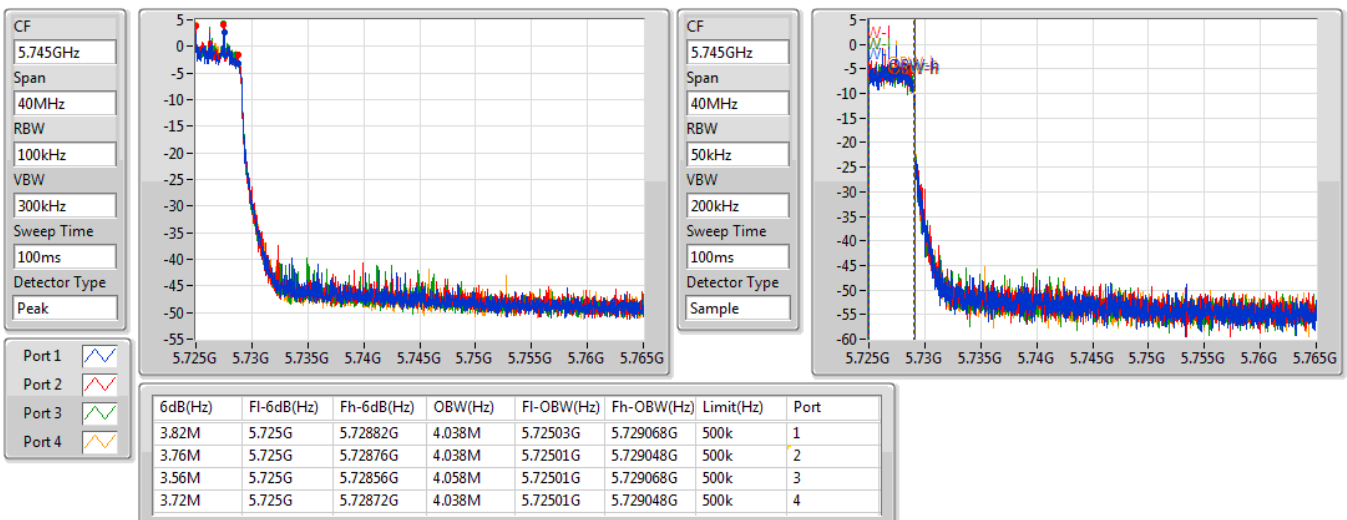 CF
5.745GHz
Span
40MHz
RBW
100kHz
VBW
300kHz
Sweep Time
100ms
Detector Type
Peak
5
0
-5
-10
-15
-20
-25
-30
-35
-40
-45
-50
-55
5.725G 5.73G 5.735G 5.74G 5.745G 5.75G 5.755G 5.76G 5.765G
CF
5.745GHz
Span
40MHz
RBW
50kHz
VBW
200kHz
Sweep Time
100ms
Detector Type
Sample
5
0
-5
-10
-15
-20
-25
-30
-35
-40
-45
-50
-55
-60
OBW-h
5.725G 5.73G 5.735G 5.74G 5.745G 5.75G 5.755G 5.76G 5.765G
Port 1
Port 2
Port 3
Port 4
6dB(Hz) Fl-6dB(Hz) Fh-6dB(Hz) OBW(Hz) Fl-OBW(Hz) Fh-OBW(Hz) Limit(Hz) Port
3.82M 5.725G 5.72882G 4.038M 5.72503G 5.729068G 500k 1
3.76M 5.725G 5.72876G 4.038M 5.72501G 5.729048G 500k 2
3.56M 5.725G 5.72856G 4.058M 5.72501G 5.729068G 500k 3
3.72M 5.725G 5.72872G 4.038M 5.72501G 5.729048G 500k 4